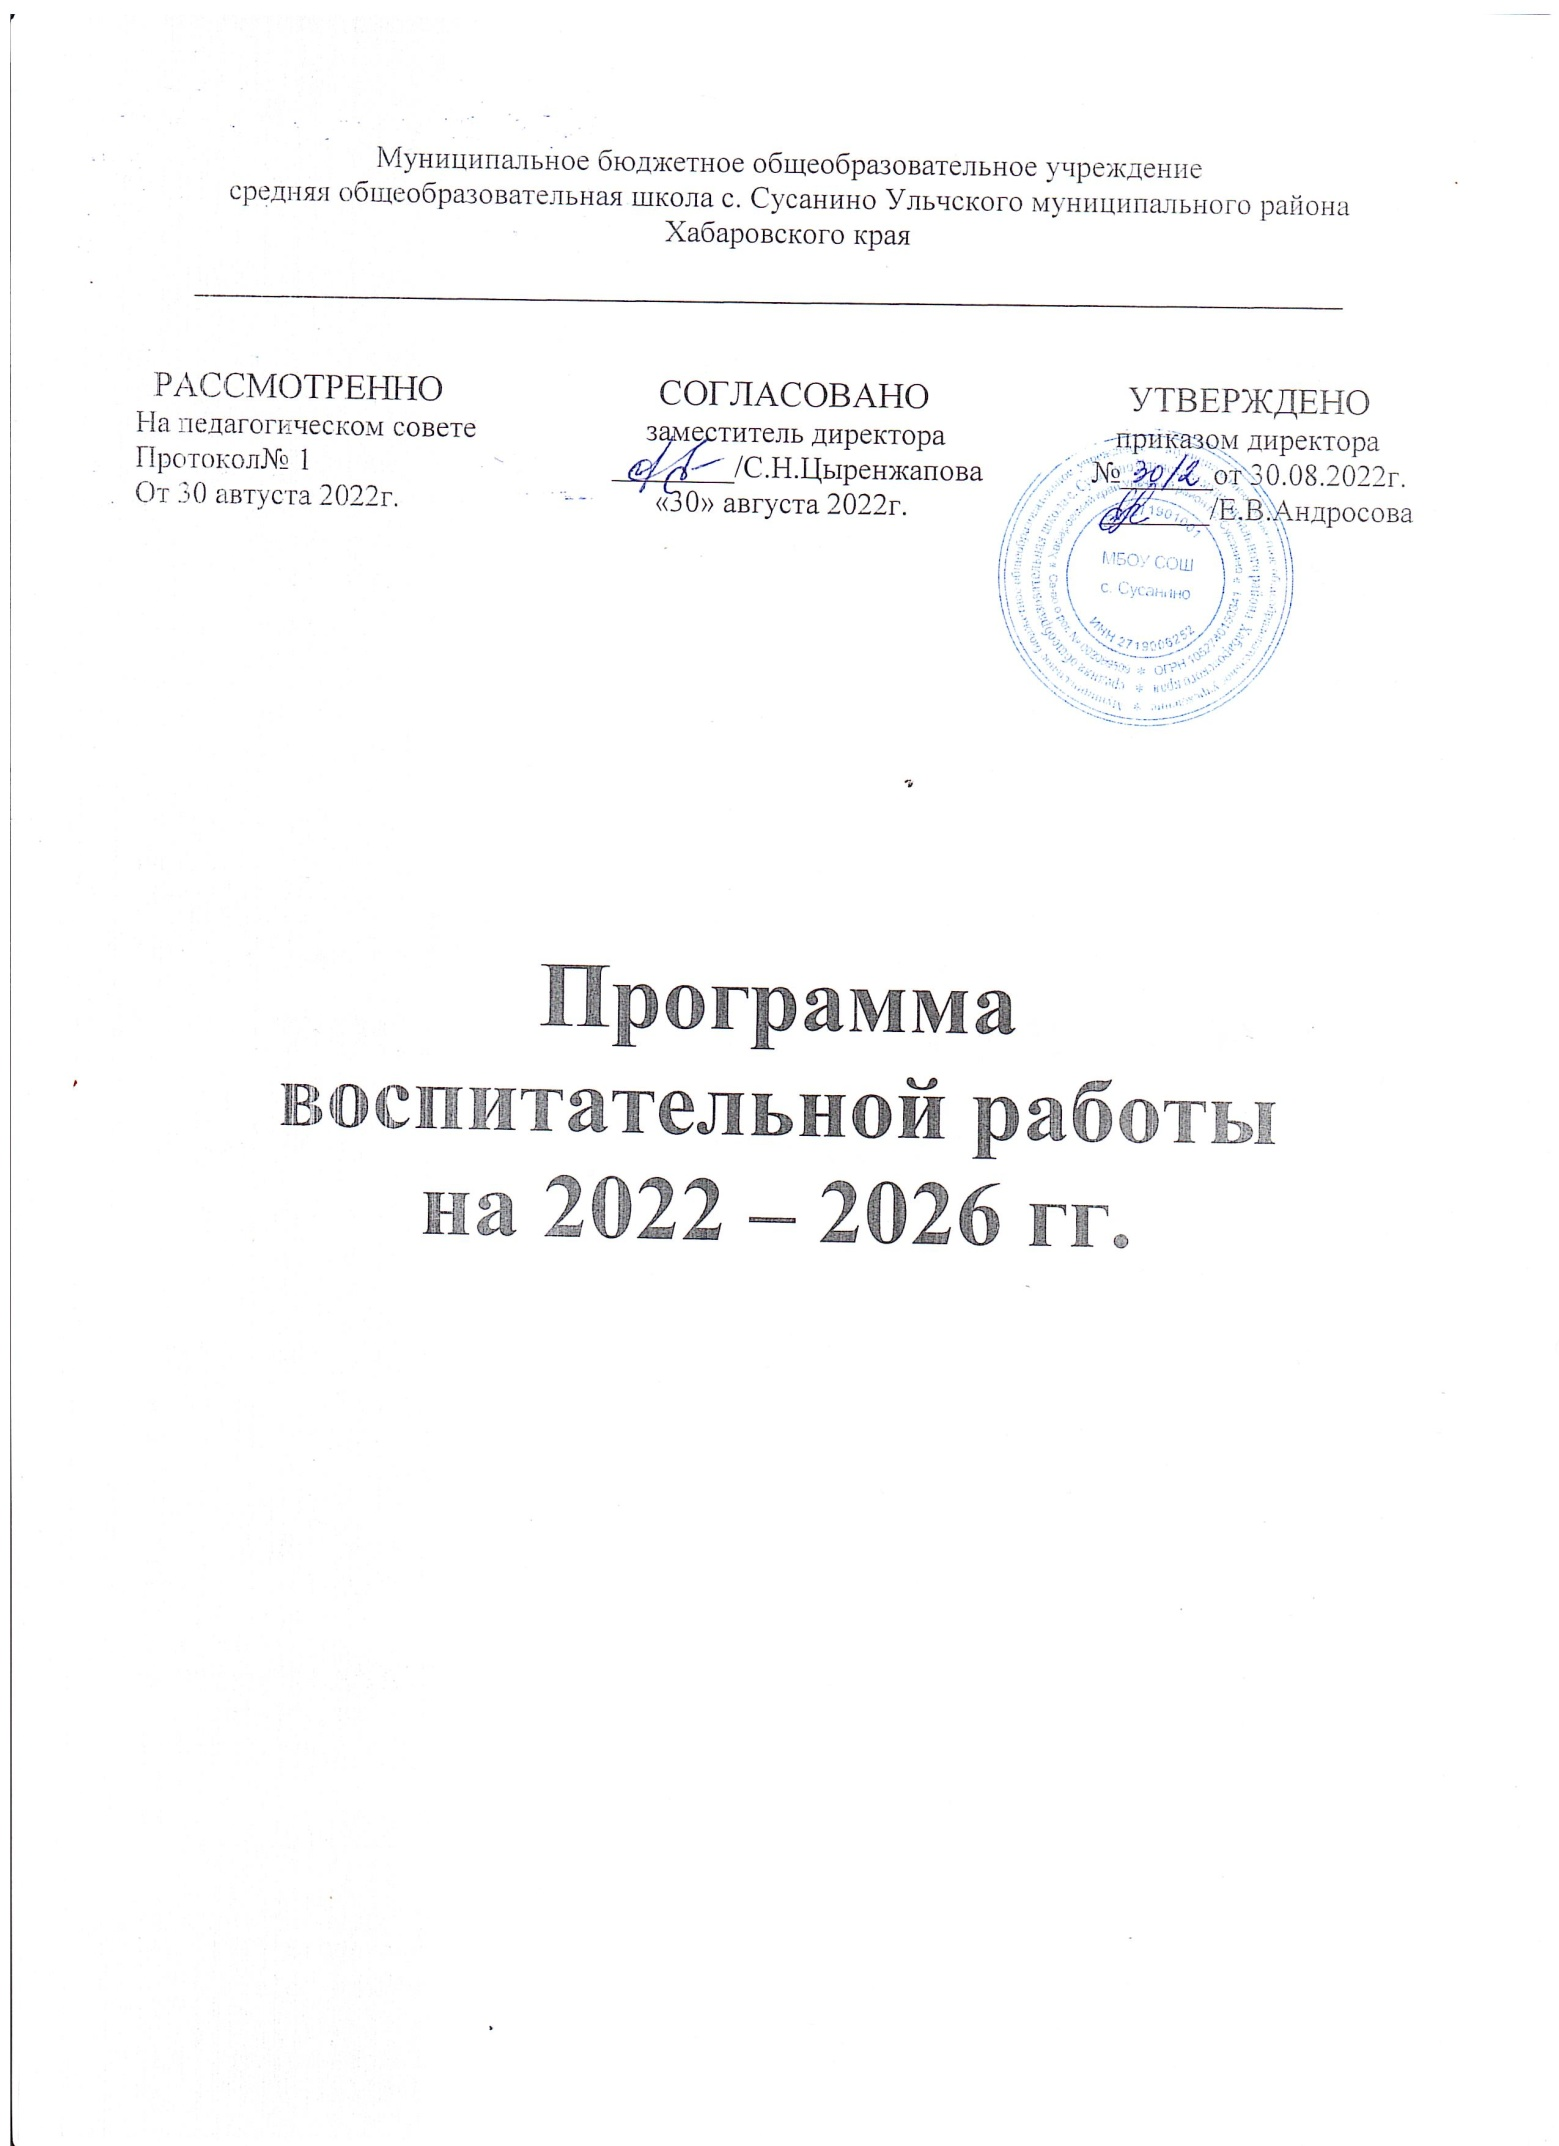 Муниципальное бюджетное общеобразовательное учреждение
средняя общеобразовательная школа с. Сусанино Ульчского муниципального района
Хабаровского края
РАССМОТРЕННО
На педагогическом совете
Протокол№ 1
От 30 автуста 2022г.
СОГЛАСОВАНО
заместитель директора
/С.Н.Цыренжапова
«30» августа 2022г.
УТВЕРЖДЕНО
приказом директора
№ 30/2 от 30.08.2022г.
/Е.В.Андросова
МБОУ СОШ
с. Сусанино
Программа
воспитательной работы
на 2022 – 2026 гг.